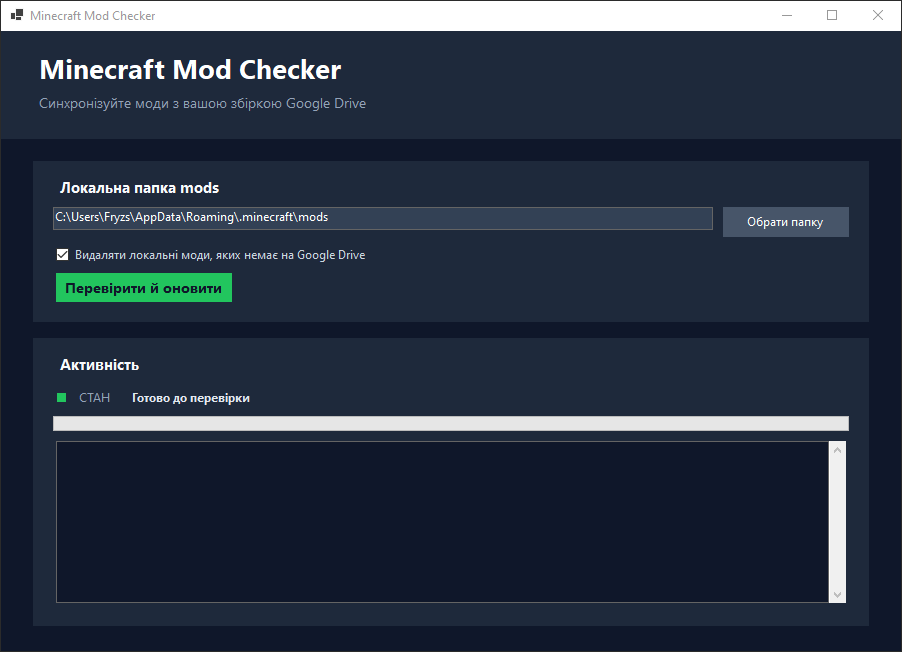 Minecraft Mod Checker
Minecraft Mod Checker
Синхронізуйте моди з вашою збіркою Google Drive
Локальна папка mods
C:\Users\Fryzs\AppData\Roaming\.minecraft\mods
Обрати папку
Видаляти локальні моди, яких немає на Google Drive
Перевірити й оновити
Активність
СТАН Готово до перевірки